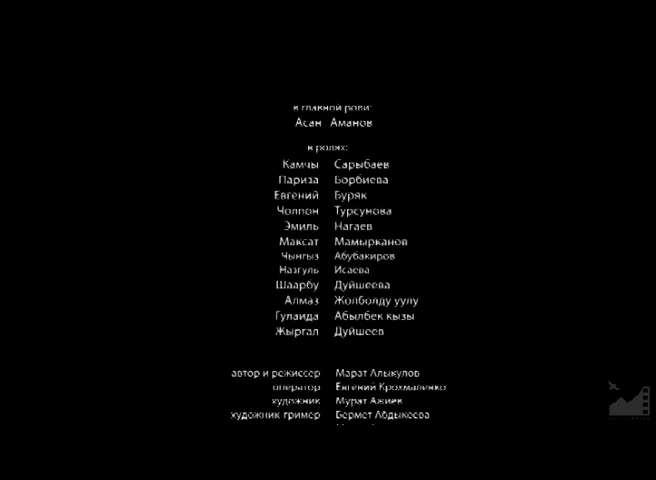 в главной роли:
Асан Аманов
в ролях:
Камчы Сарыбаев
Париза Борбиева
Евгений Буряк
Чолпон Турсунова
Эмиль Нагаев
Максат Мамырканов
Чынгыз Абубакиров
Назгуль Исаева
Шаарбу Дуйшеева
Алмаз Жолболду уулу
Гулаида Абылбек кызы
Жыргал Дуйшеев
автор и режиссер Марат Алыкулов
оператор Евгений Крохмаленко
художник Мурат Ажиев
художник гример Бермет Абдыкеева